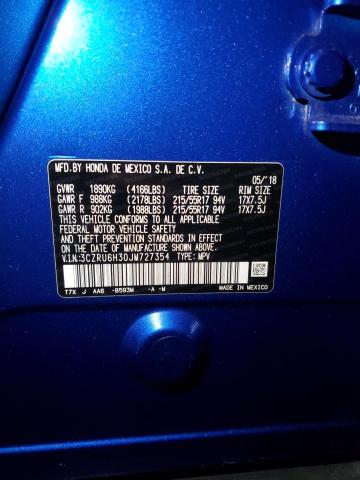 MFD.BY HONDA DE MEXICO S.A. DE C.V.
05/'18
GVWR 1890KG (4166LBS) TIRE SIZE RIM SIZE
GAWR F 988KG (2178LBS) 215/55R17 94V 17X7.5J
GAWR R 902KG (1988LBS) 215/55R17 94V 17X7.5J
THIS VEHICLE CONFORMS TO ALL APPLICABLE
FEDERAL MOTOR VEHICLE SAFETY, BUMPER,
AND THEFT PREVENTION STANDARDS IN EFFECT
ON THE DATE OF MANUFACTURE SHOWN ABOVE.
V.I.N:3CZRU6H30JM727354 TYPE: MPV
T7X J AA6 -B593M -A -M MADE IN MEXICO